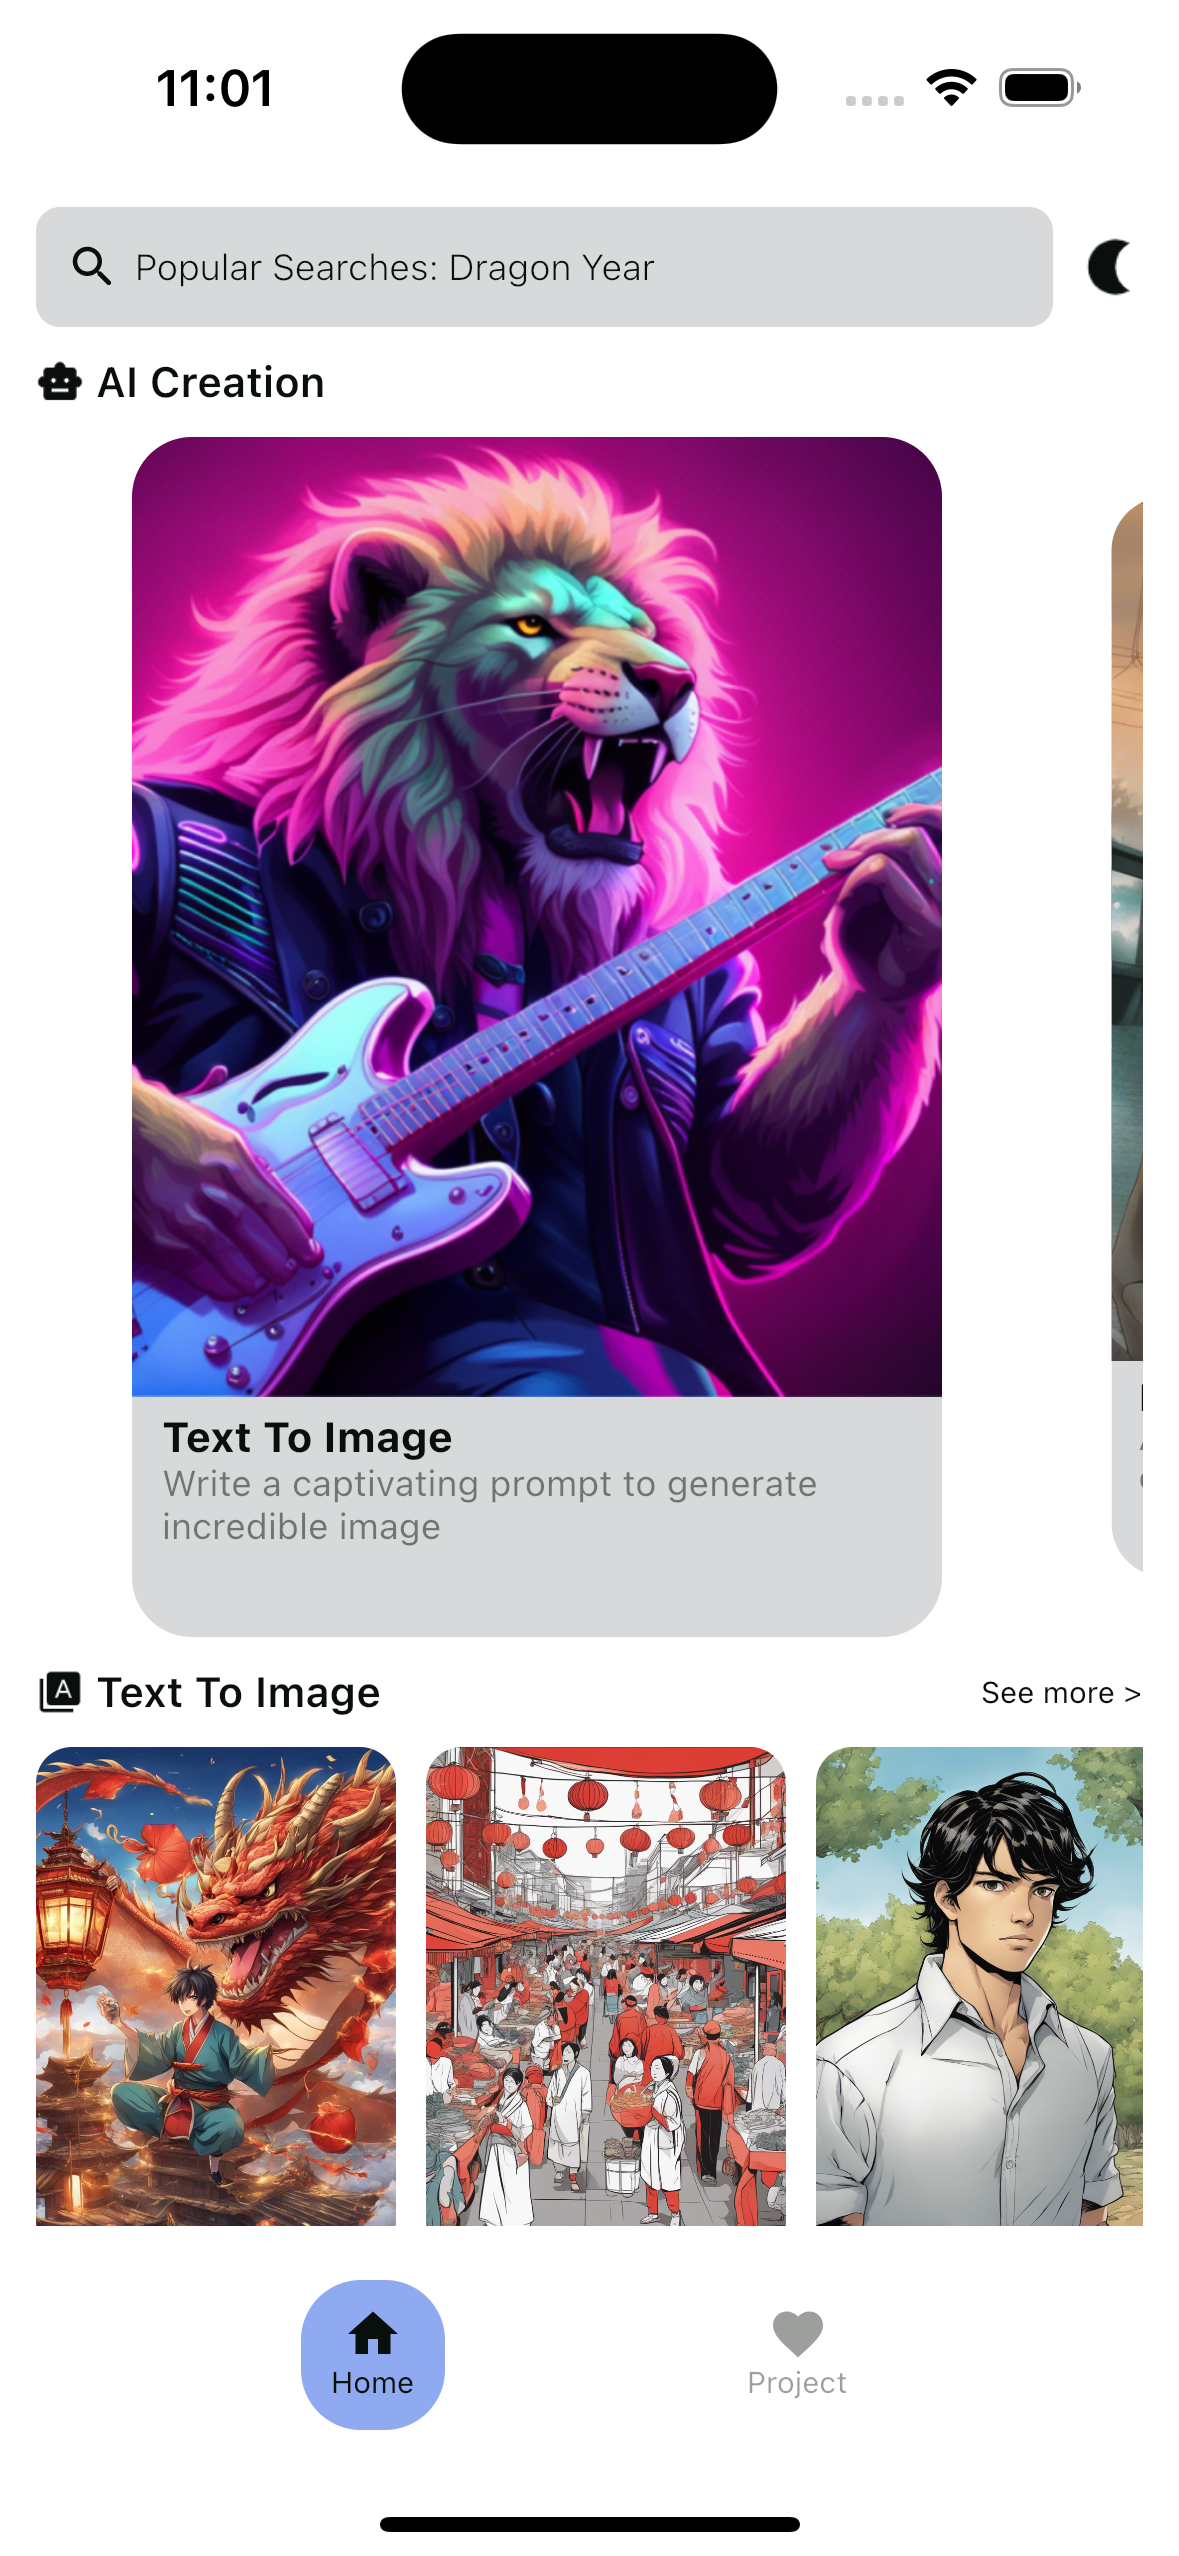 11:01
Popular Searches: Dragon Year
AI Creation
Text To Image
Write a captivating prompt to generate
incredible image
A Text To Image
See more >
Home
Project